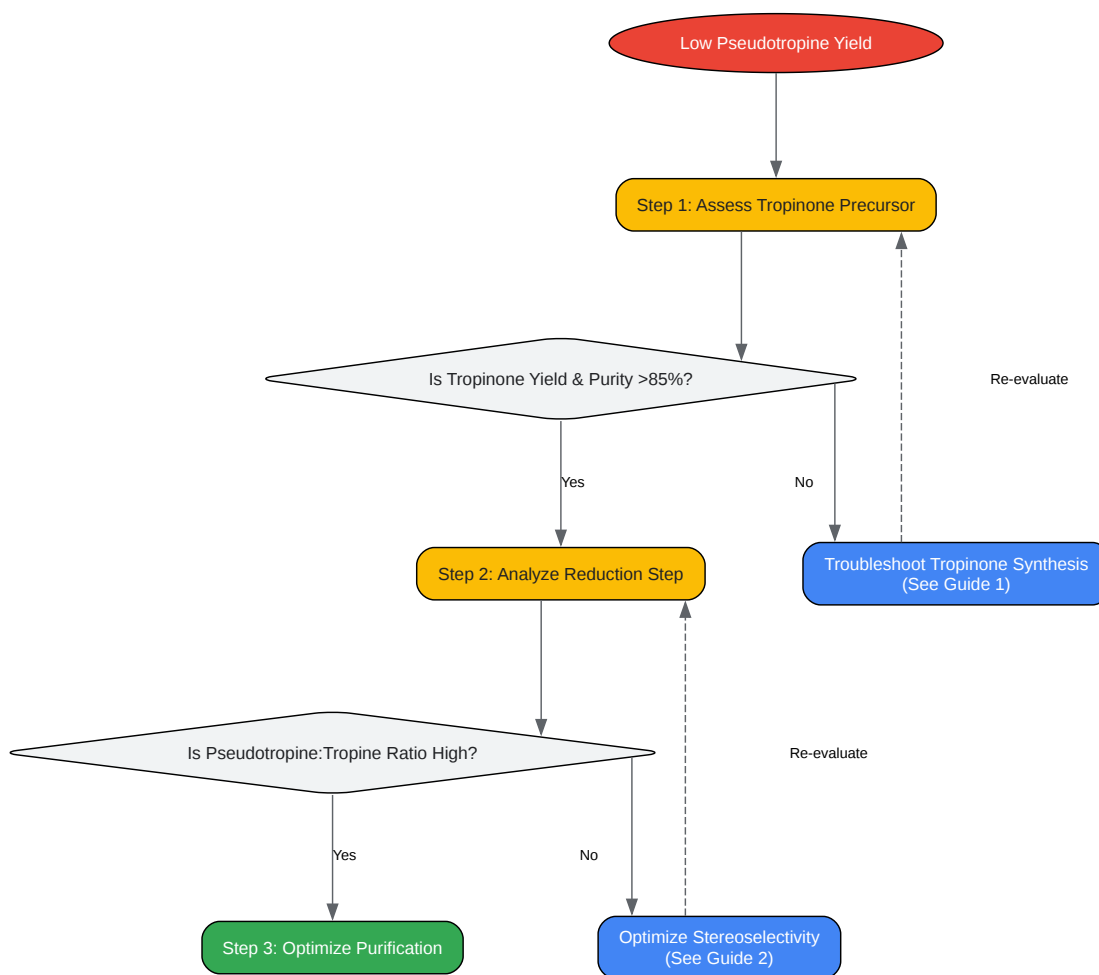 Low Pseudotropine Yield
Step 1: Assess Tropinone Precursor
Is Tropinone Yield & Purity >85%?
Re-evaluate
Yes
No
Troubleshoot Tropinone Synthesis
(See Guide 1)
Step 2: Analyze Reduction Step
Is Pseudotropine:Tropine Ratio High?
Re-evaluate
Yes
No
Step 3: Optimize Purification
Optimize Stereoselectivity
(See Guide 2)